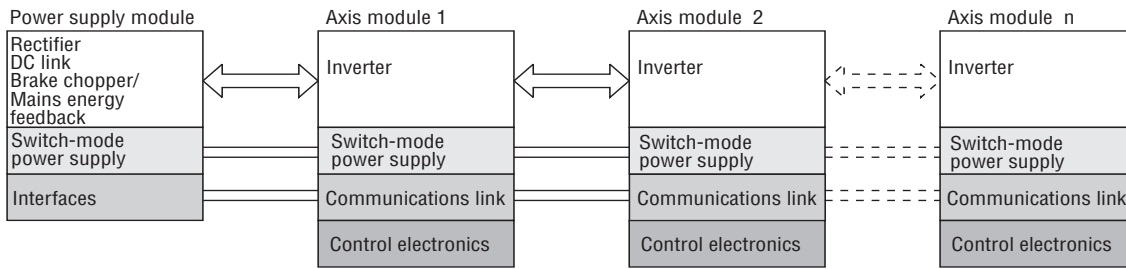 Power supply module
Rectifier
DC link
Brake chopper/
Mains energy
feedback
Switch-mode
power supply
Interfaces
Axis module 1
Inverter
Switch-mode
power supply
Communications link
Control electronics
Axis module 2
Inverter
Switch-mode
power supply
Communications link
Control electronics
Axis module n
Inverter
Switch-mode
power supply
Communications link
Control electronics